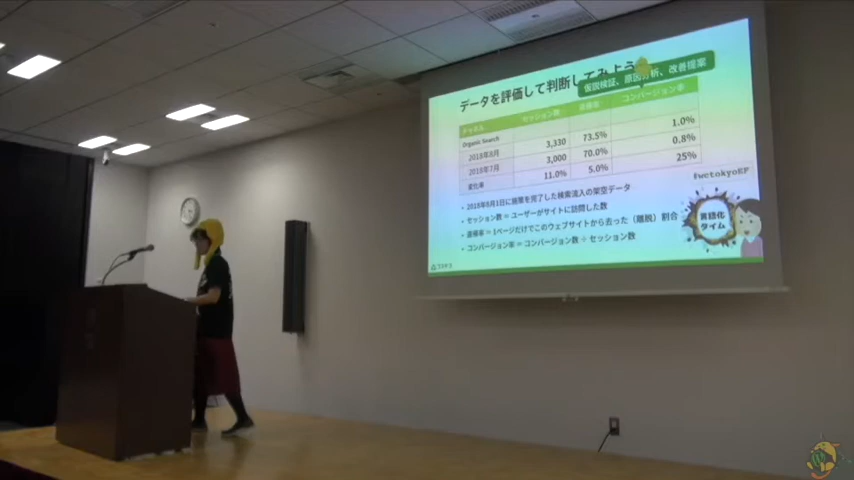 データを評価して判断してみよう
仮説検証、原因分析、改善提案
チャネル セッション数 直帰率 コンバージョン率
Organic Search
2018年8月 3,330 73.5% 1.0%
2018年7月 3,000 70.0% 0.8%
変化率 11.0% 5.0% 25%
#wctokyoEF
• 2018年8月1日に施策を完了した検索流入の架空データ
• セッション数 = ユーザーがサイトに訪問した数
• 直帰率 = 1ページだけでこのウェブサイトから去った（離脱）割合
• コンバージョン率 = コンバージョン数 ÷ セッション数
言語化
タイム